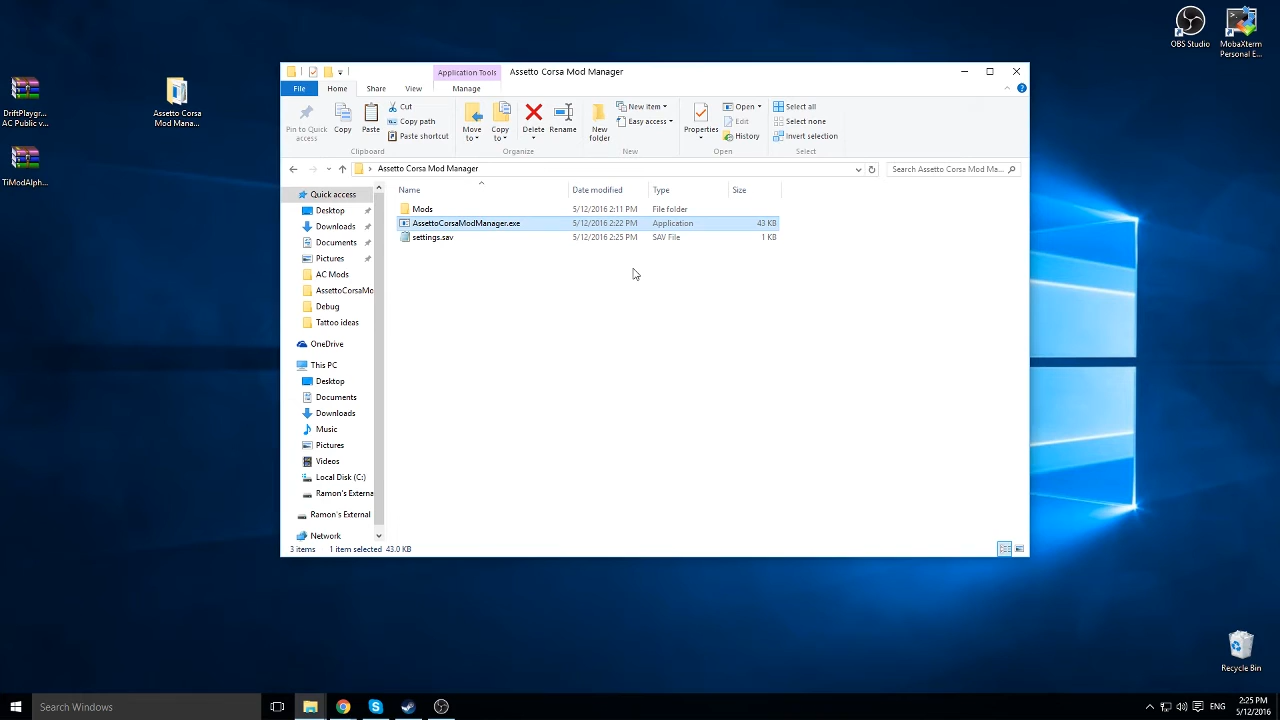 OBS Studio
MobaXterm
Personal E...
DriftPlaygr...
AC Public v...
Assetto Corsa
Mod Mana...
TiModAlph...
Application Tools
Assetto Corsa Mod Manager
File
Home
Share
View
Manage
Pin to Quick
access
Copy
Paste
Cut
Copy path
Paste shortcut
Clipboard
Move
to
Copy
to
Delete
Rename
Organize
New
folder
New item
Easy access
New
Properties
Open
Edit
History
Open
Select all
Select none
Invert selection
Select
Assetto Corsa Mod Manager
Search Assetto Corsa Mod Ma...
Name
Date modified
Type
Size
Mods
5/12/2016 2:11 PM
File folder
AssettoCorsaModManager.exe
5/12/2016 2:22 PM
Application
43 KB
settings.sav
5/12/2016 2:25 PM
SAV File
1 KB
Quick access
Desktop
Downloads
Documents
Pictures
AC Mods
AssettoCorsaMo
Debug
Tattoo ideas
OneDrive
This PC
Desktop
Documents
Downloads
Music
Pictures
Videos
Local Disk (C:)
Ramon's Externa
Ramon's External
Network
3 items
1 item selected 43.0 KB
Recycle Bin
Search Windows
ENG
2:25 PM
5/12/2016